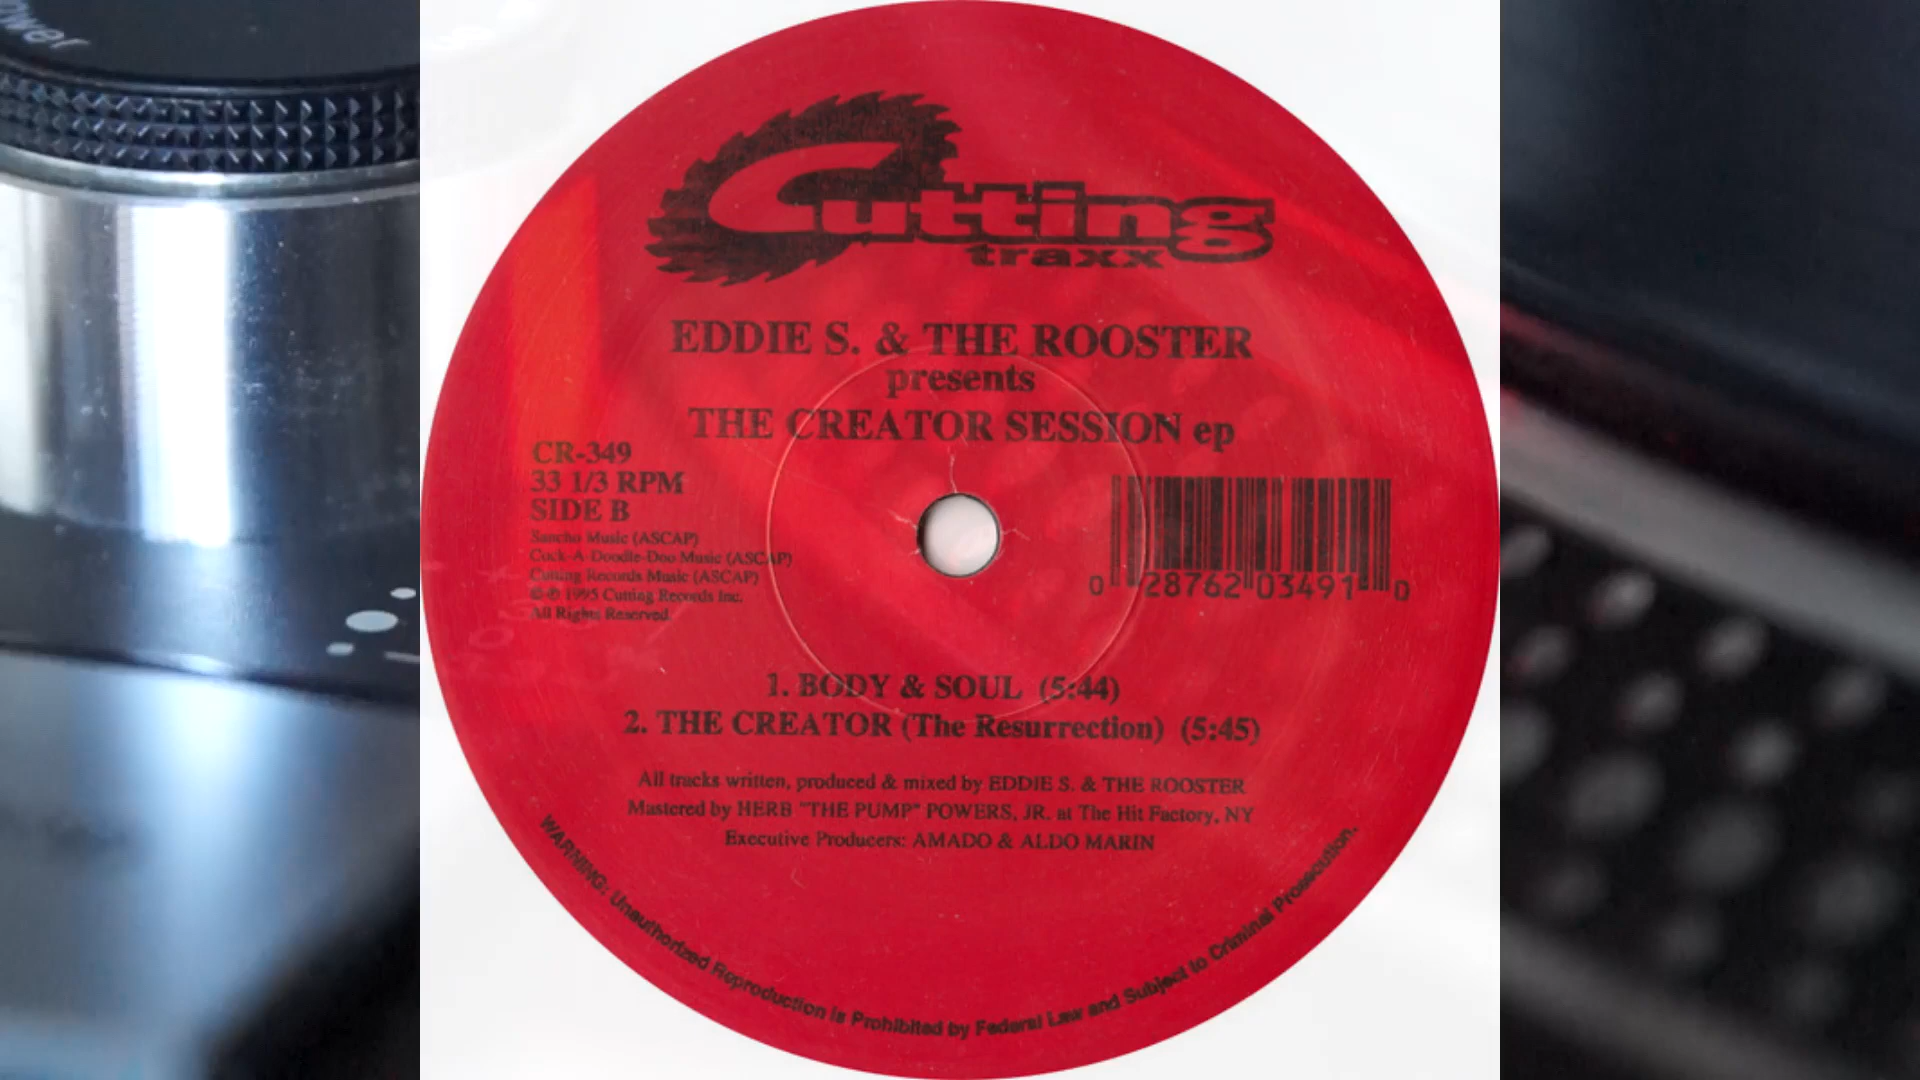 Cutting
traxx
EDDIE S. & THE ROOSTER
presents
THE CREATOR SESSION ep
CR-349
33 1/3 RPM
SIDE B
Sancho Music (ASCAP)
Cock-A-Doodle-Doo Music (ASCAP)
Cutting Records Music (ASCAP)
© ℗ 1995 Cutting Records Inc.
All Rights Reserved.
0 28762 03491 0
1. BODY & SOUL (5:44)
2. THE CREATOR (The Resurrection) (5:45)
All tracks written, produced & mixed by EDDIE S. & THE ROOSTER
Mastered by HERB "THE PUMP" POWERS, JR. at The Hit Factory, NY
Executive Producers: AMADO & ALDO MARIN
WARNING: Unauthorized Reproduction is Prohibited by Federal Law and Subject to Criminal Prosecution.